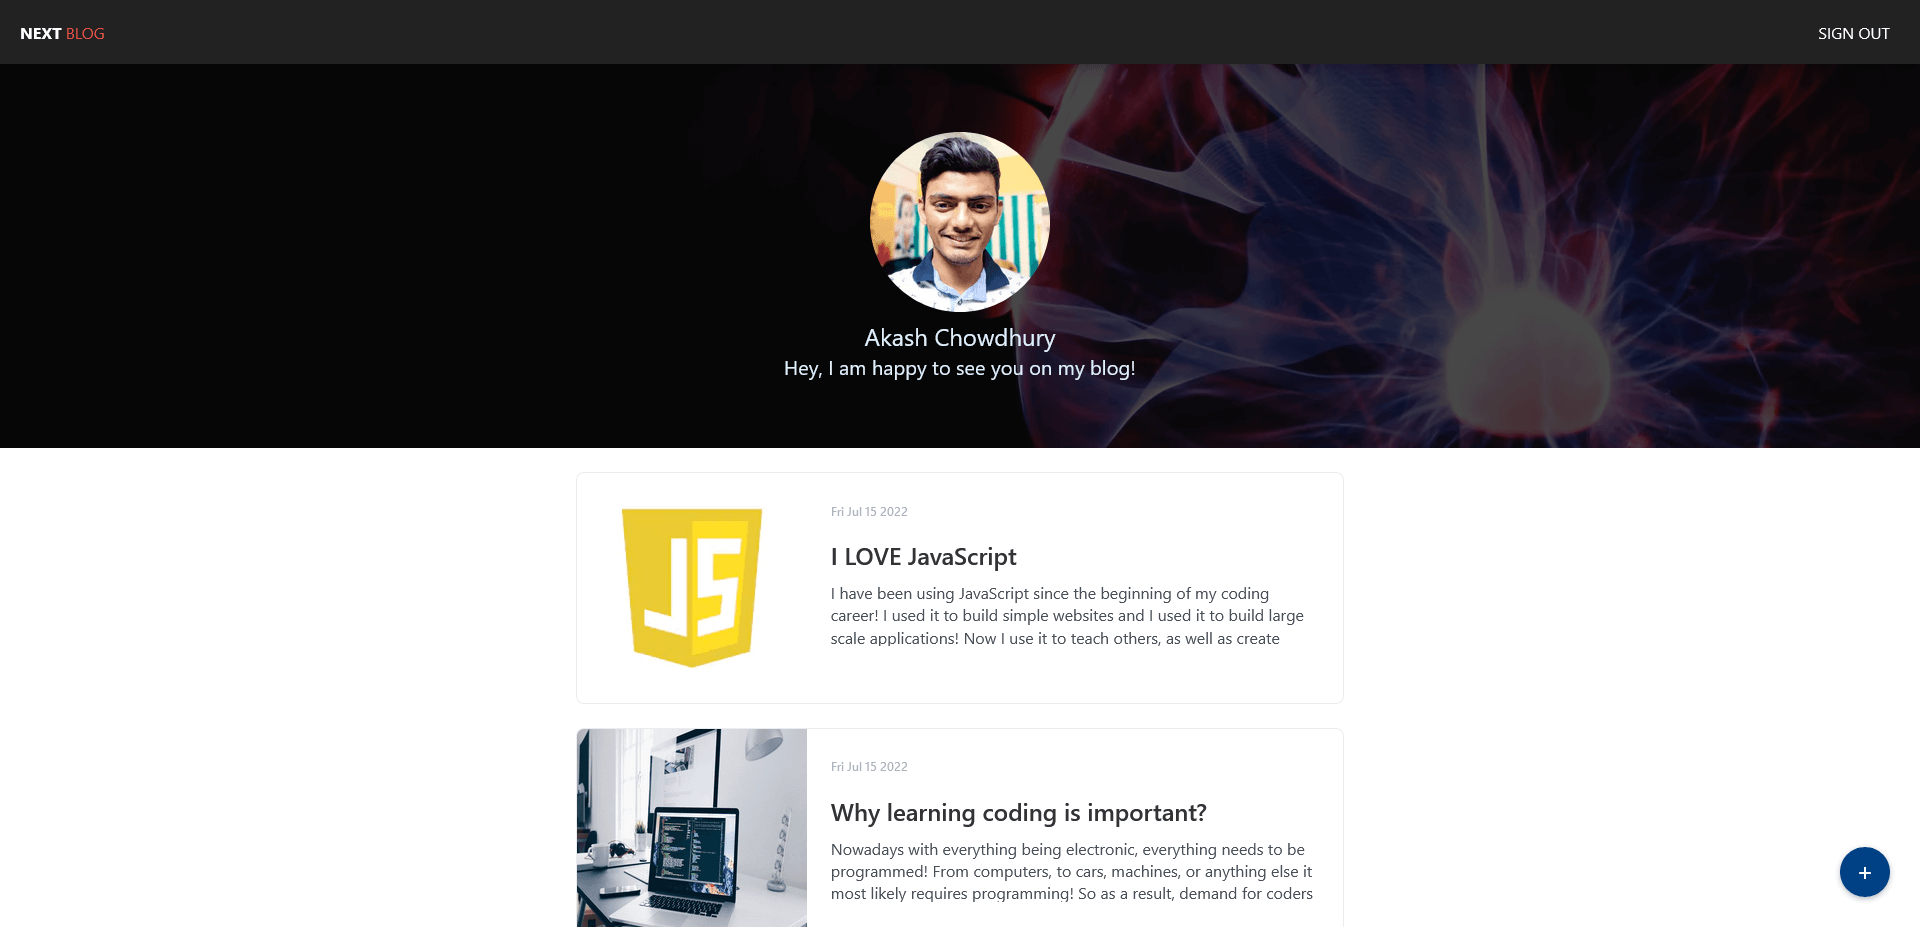 NEXT BLOG
SIGN OUT
Akash Chowdhury
Hey, I am happy to see you on my blog!
JS
Fri Jul 15 2022
I LOVE JavaScript
I have been using JavaScript since the beginning of my coding
career! I used it to build simple websites and I used it to build large
scale applications! Now I use it to teach others, as well as create
Fri Jul 15 2022
Why learning coding is important?
Nowadays with everything being electronic, everything needs to be
programmed! From computers, to cars, machines, or anything else it
most likely requires programming! So as a result, demand for coders
+